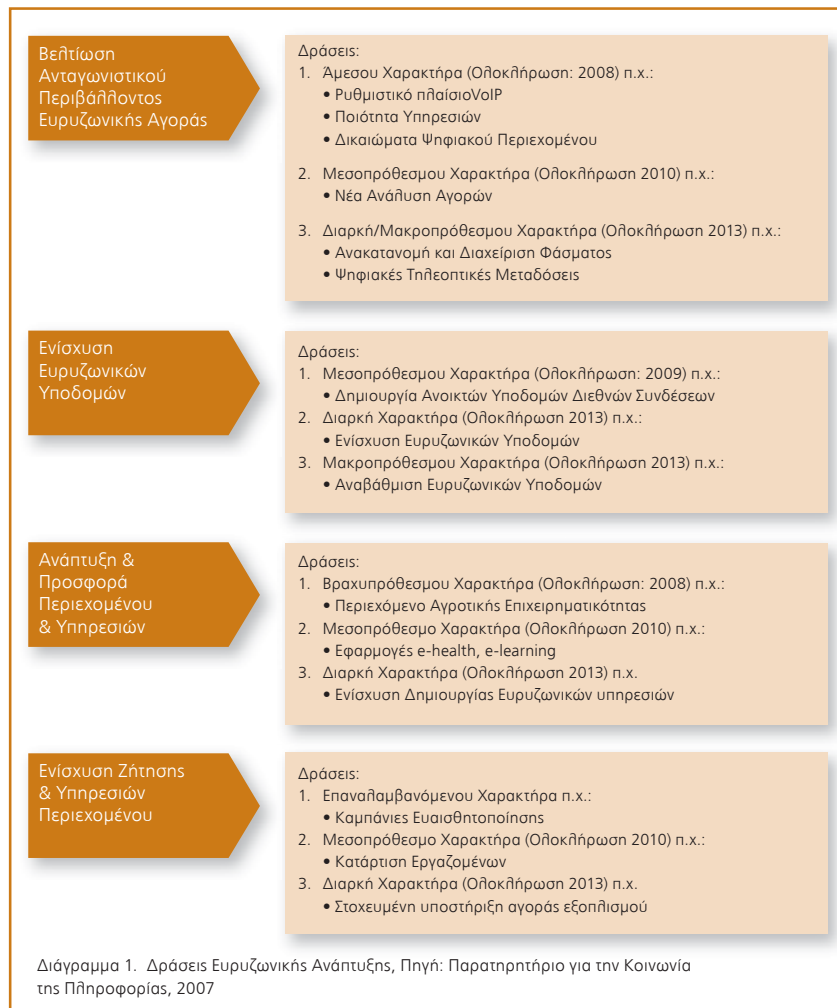 Βελτίωση
Ανταγωνιστικού
Περιβάλλοντος
Ευρυζωνικής Αγοράς
Δράσεις:
1. Άμεσου Χαρακτήρα (Ολοκλήρωση: 2008) π.χ.:
• Ρυθμιστικό πλαίσιοVoIP
• Ποιότητα Υπηρεσιών
• Δικαιώματα Ψηφιακού Περιεχομένου
2. Μεσοπρόθεσμου Χαρακτήρα (Ολοκλήρωση 2010) π.χ.:
• Νέα Ανάλυση Αγορών
3. Διαρκή/Μακροπρόθεσμου Χαρακτήρα (Ολοκλήρωση 2013) π.χ.:
• Ανακατανομή και Διαχείριση Φάσματος
• Ψηφιακές Τηλεοπτικές Μεταδόσεις
Ενίσχυση
Ευρυζωνικών
Υποδομών
Δράσεις:
1. Μεσοπρόθεσμου Χαρακτήρα (Ολοκλήρωση: 2009) π.χ.:
• Δημιουργία Ανοικτών Υποδομών Διεθνών Συνδέσεων
2. Διαρκή Χαρακτήρα (Ολοκλήρωση 2013) π.χ.:
• Ενίσχυση Ευρυζωνικών Υποδομών
3. Μακροπρόθεσμου Χαρακτήρα (Ολοκλήρωση 2013) π.χ.:
• Αναβάθμιση Ευρυζωνικών Υποδομών
Ανάπτυξη &
Προσφορά
Περιεχομένου
& Υπηρεσιών
Δράσεις:
1. Βραχυπρόθεσμου Χαρακτήρα (Ολοκλήρωση: 2008) π.χ.:
• Περιεχόμενο Αγροτικής Επιχειρηματικότητας
2. Μεσοπρόθεσμο Χαρακτήρα (Ολοκλήρωση 2010) π.χ.:
• Εφαρμογές e-health, e-learning
3. Διαρκή Χαρακτήρα (Ολοκλήρωση 2013) π.χ.
• Ενίσχυση Δημιουργίας Ευρυζωνικών υπηρεσιών
Ενίσχυση Ζήτησης
& Υπηρεσιών
Περιεχομένου
Δράσεις:
1. Επαναλαμβανόμενου Χαρακτήρα π.χ.:
• Καμπάνιες Ευαισθητοποίησης
2. Μεσοπρόθεσμο Χαρακτήρα (Ολοκλήρωση 2010) π.χ.:
• Κατάρτιση Εργαζομένων
3. Διαρκή Χαρακτήρα (Ολοκλήρωση 2013) π.χ.
• Στοχευμένη υποστήριξη αγοράς εξοπλισμού
Διάγραμμα 1. Δράσεις Ευρυζωνικής Ανάπτυξης, Πηγή: Παρατηρητήριο για την Κοινωνία
της Πληροφορίας, 2007